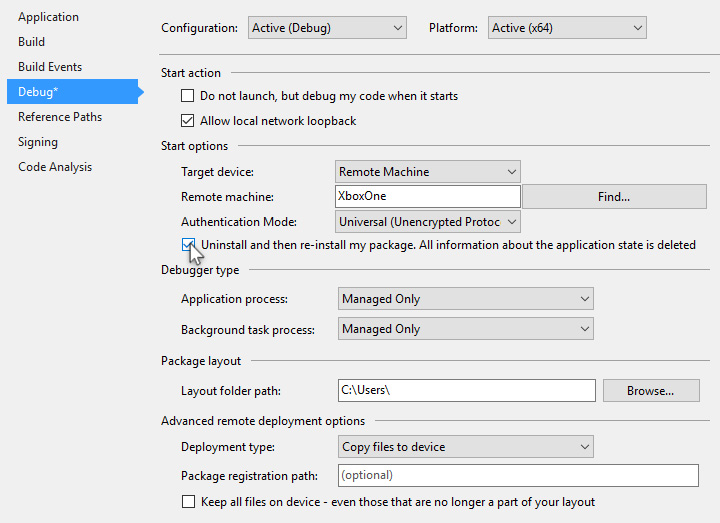 Application
Build
Build Events
Debug*
Reference Paths
Signing
Code Analysis
Configuration: Active (Debug) Platform: Active (x64)
Start action
Do not launch, but debug my code when it starts
Allow local network loopback
Start options
Target device: Remote Machine
Remote machine: XboxOne Find...
Authentication Mode: Universal (Unencrypted Protoc
Uninstall and then re-install my package. All information about the application state is deleted
Debugger type
Application process: Managed Only
Background task process: Managed Only
Package layout
Layout folder path: C:\Users\ Browse...
Advanced remote deployment options
Deployment type: Copy files to device
Package registration path: (optional)
Keep all files on device - even those that are no longer a part of your layout